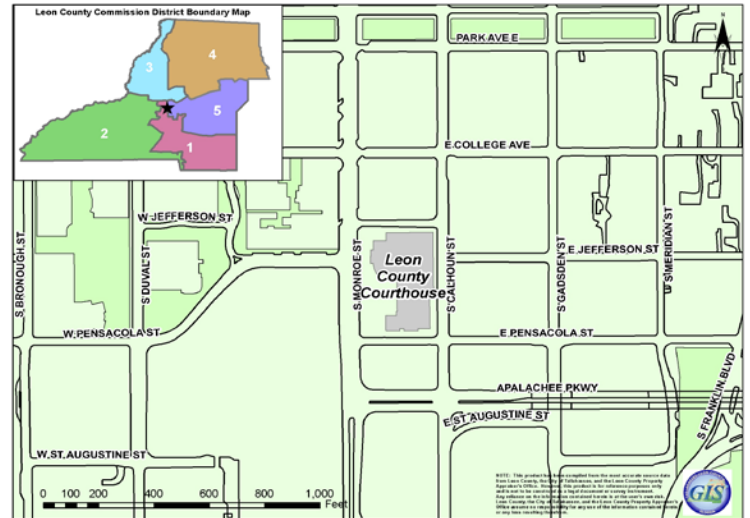 Leon County Commission District Boundary Map
3
4
5
2
1
N
PARK AVE E
E COLLEGE AVE
W JEFFERSON ST
E JEFFERSON ST
S BRONOUGH ST
S DUVAL ST
S MONROE ST
Leon
County
Courthouse
S CALHOUN ST
S GADSDEN ST
S MERIDIAN ST
W PENSACOLA ST
E PENSACOLA ST
APALACHEE PKWY
E ST AUGUSTINE ST
S FRANKLIN BLVD
W ST. AUGUSTINE ST
0 100 200 400 600 800 1,000
Feet
GIS